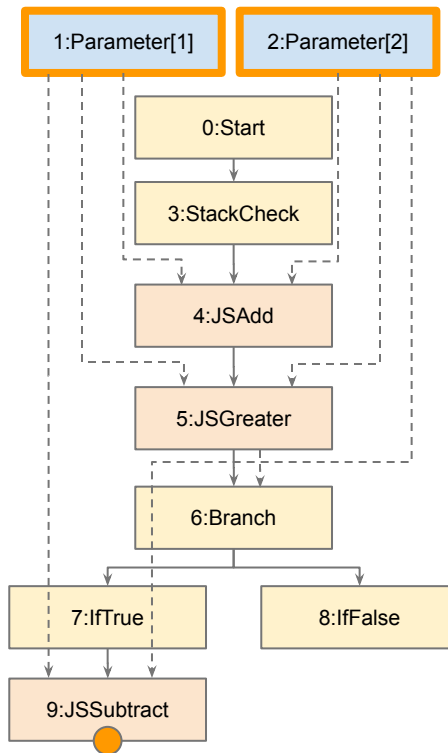 1:Parameter[1]
2:Parameter[2]
0:Start
3:StackCheck
4:JSAdd
5:JSGreater
6:Branch
7:IfTrue
8:IfFalse
9:JSSubtract